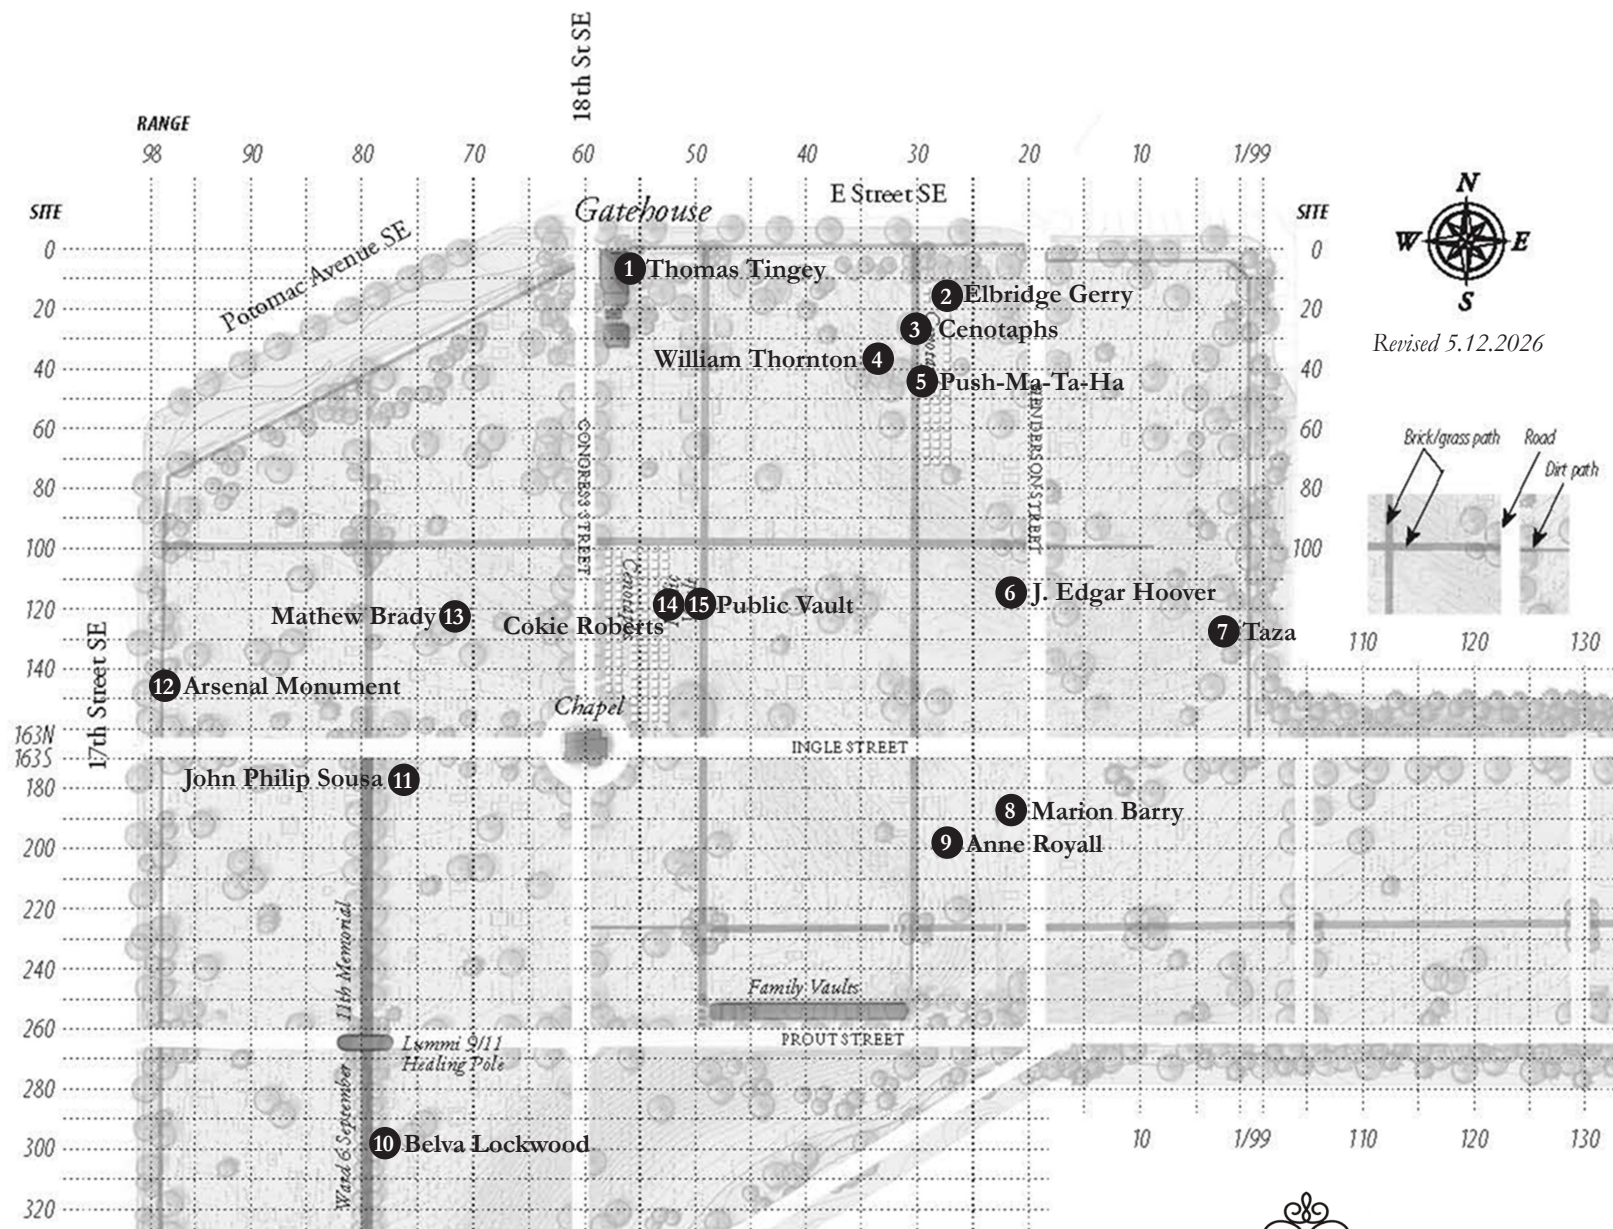 18th St SE
RANGE
98 90 80 70 60 50 40 30 20 10 1/99
E Street SE
Gatehouse
SITE
SITE
Potomac Avenue SE
N
W E
S
Revised 5.12.2026
0
20
40
60
80
100
120
140
163N
163S
180
200
220
240
260
280
300
320
0
20
40
60
80
100
1 Thomas Tingey
2 Elbridge Gerry
3 Cenotaphs
William Thornton 4
5 Push-Ma-Ta-Ha
CONGRESS STREET
HENDERSON STREET
Brick/grass path Road
Dirt path
Cenotaphs
6 J. Edgar Hoover
Mathew Brady 13
14 15 Public Vault
Cokie Roberts
7 Taza
110 120 130
17th Street SE
12 Arsenal Monument
Chapel
INGLE STREET
John Philip Sousa 11
8 Marion Barry
9 Anne Royall
Ward 6 September 11th Memorial
Family Vaults
PROUT STREET
Lummi 9/11
Healing Pole
10 Belva Lockwood
10 1/99 110 120 130